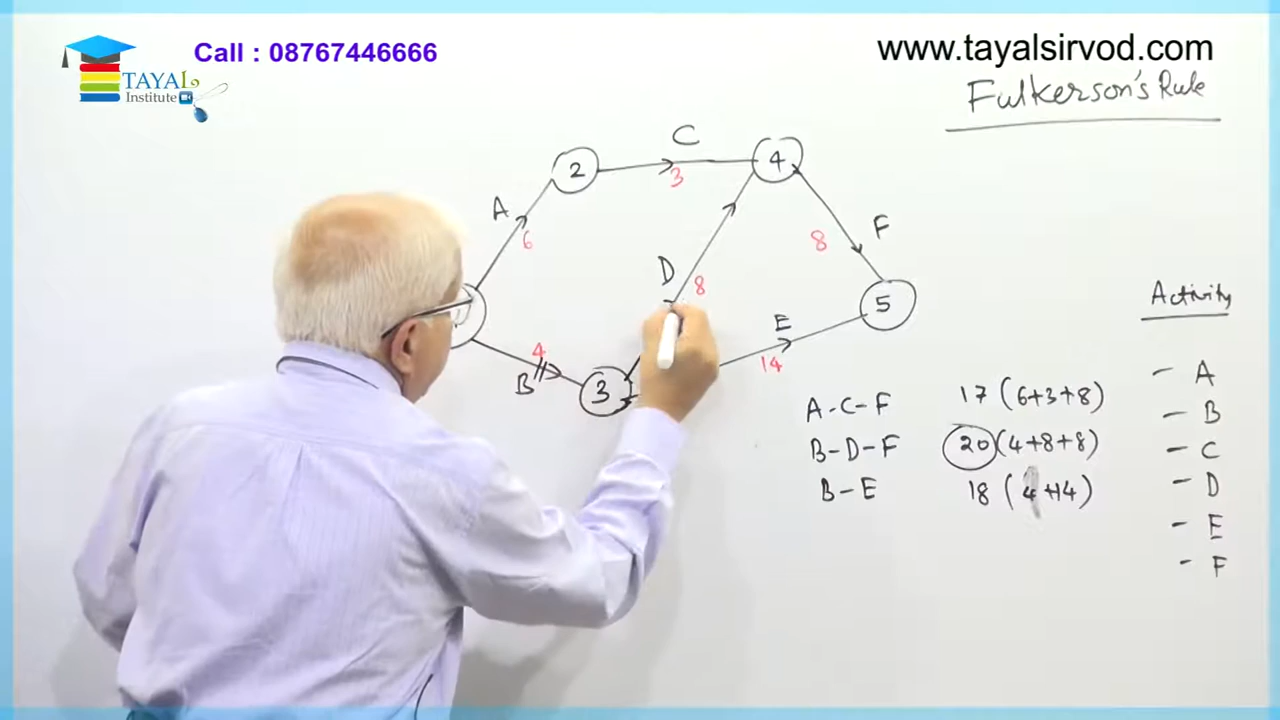 Call : 08767446666
www.tayalsirvod.com
TAYAL
Institute
Fulkerson's Rule
C
2
4
3
A
6
F
8
D
8
5
E
14
4
B
3
Activity
A-C-F 17 (6+3+8)
B-D-F 20 (4+8+8)
B-E 18 (4+14)
- A
- B
- C
- D
- E
- F